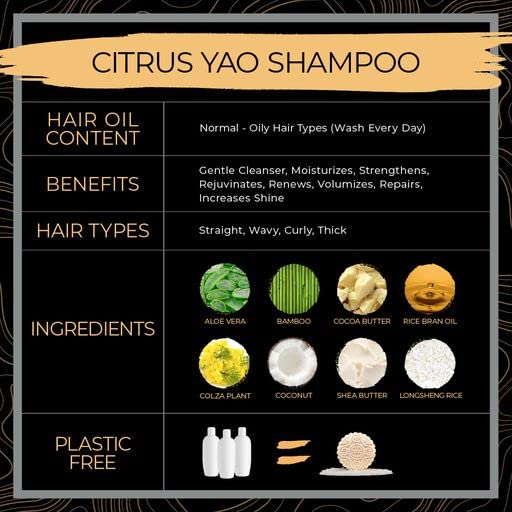 CITRUS YAO SHAMPOO
HAIR OIL
CONTENT
Normal - Oily Hair Types (Wash Every Day)
BENEFITS
Gentle Cleanser, Moisturizes, Strengthens,
Rejuvinates, Renews, Volumizes, Repairs,
Increases Shine
HAIR TYPES
Straight, Wavy, Curly, Thick
INGREDIENTS
ALOE VERA
BAMBOO
COCOA BUTTER
RICE BRAN OIL
COLZA PLANT
COCONUT
SHEA BUTTER
LONGSHENG RICE
PLASTIC
FREE